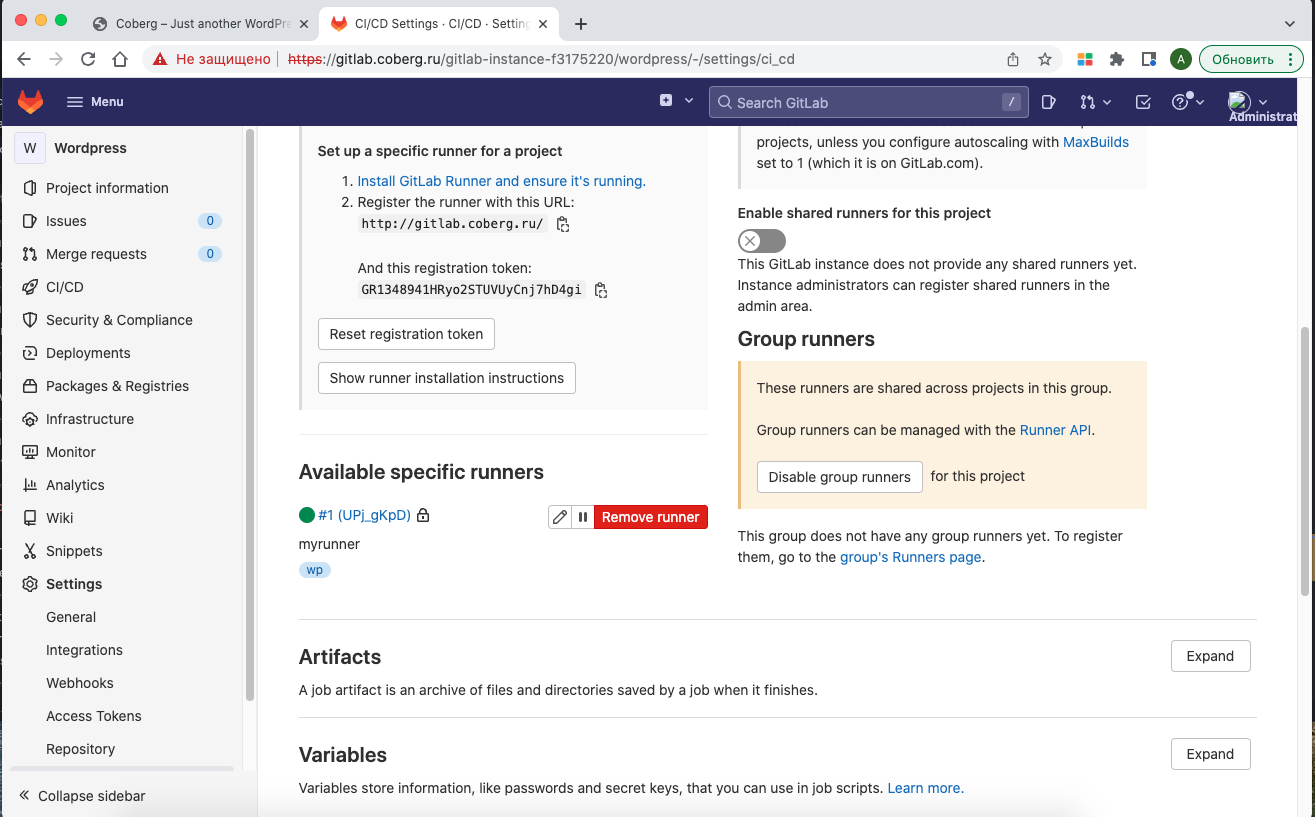 Coberg – Just another WordPre
CI/CD Settings · CI/CD · Setting
Не защищено
https://gitlab.coberg.ru/gitlab-instance-f3175220/wordpress/-/settings/ci_cd
A
Обновить
Menu
Search GitLab
/
Administrat
W
Wordpress
Project information
Issues 0
Merge requests 0
CI/CD
Security & Compliance
Deployments
Packages & Registries
Infrastructure
Monitor
Analytics
Wiki
Snippets
Settings
General
Integrations
Webhooks
Access Tokens
Repository
Collapse sidebar
Set up a specific runner for a project
1. Install GitLab Runner and ensure it's running.
2. Register the runner with this URL:
http://gitlab.coberg.ru/
And this registration token:
GR1348941HRyo2STUVUyCnj7hD4gi
Reset registration token
Show runner installation instructions
Available specific runners
#1 (UPj_gKpD)
Remove runner
myrunner
wp
projects, unless you configure autoscaling with MaxBuilds
set to 1 (which it is on GitLab.com).
Enable shared runners for this project
This GitLab instance does not provide any shared runners yet.
Instance administrators can register shared runners in the
admin area.
Group runners
These runners are shared across projects in this group.
Group runners can be managed with the Runner API.
Disable group runners for this project
This group does not have any group runners yet. To register
them, go to the group's Runners page.
Artifacts
Expand
A job artifact is an archive of files and directories saved by a job when it finishes.
Variables
Expand
Variables store information, like passwords and secret keys, that you can use in job scripts. Learn more.